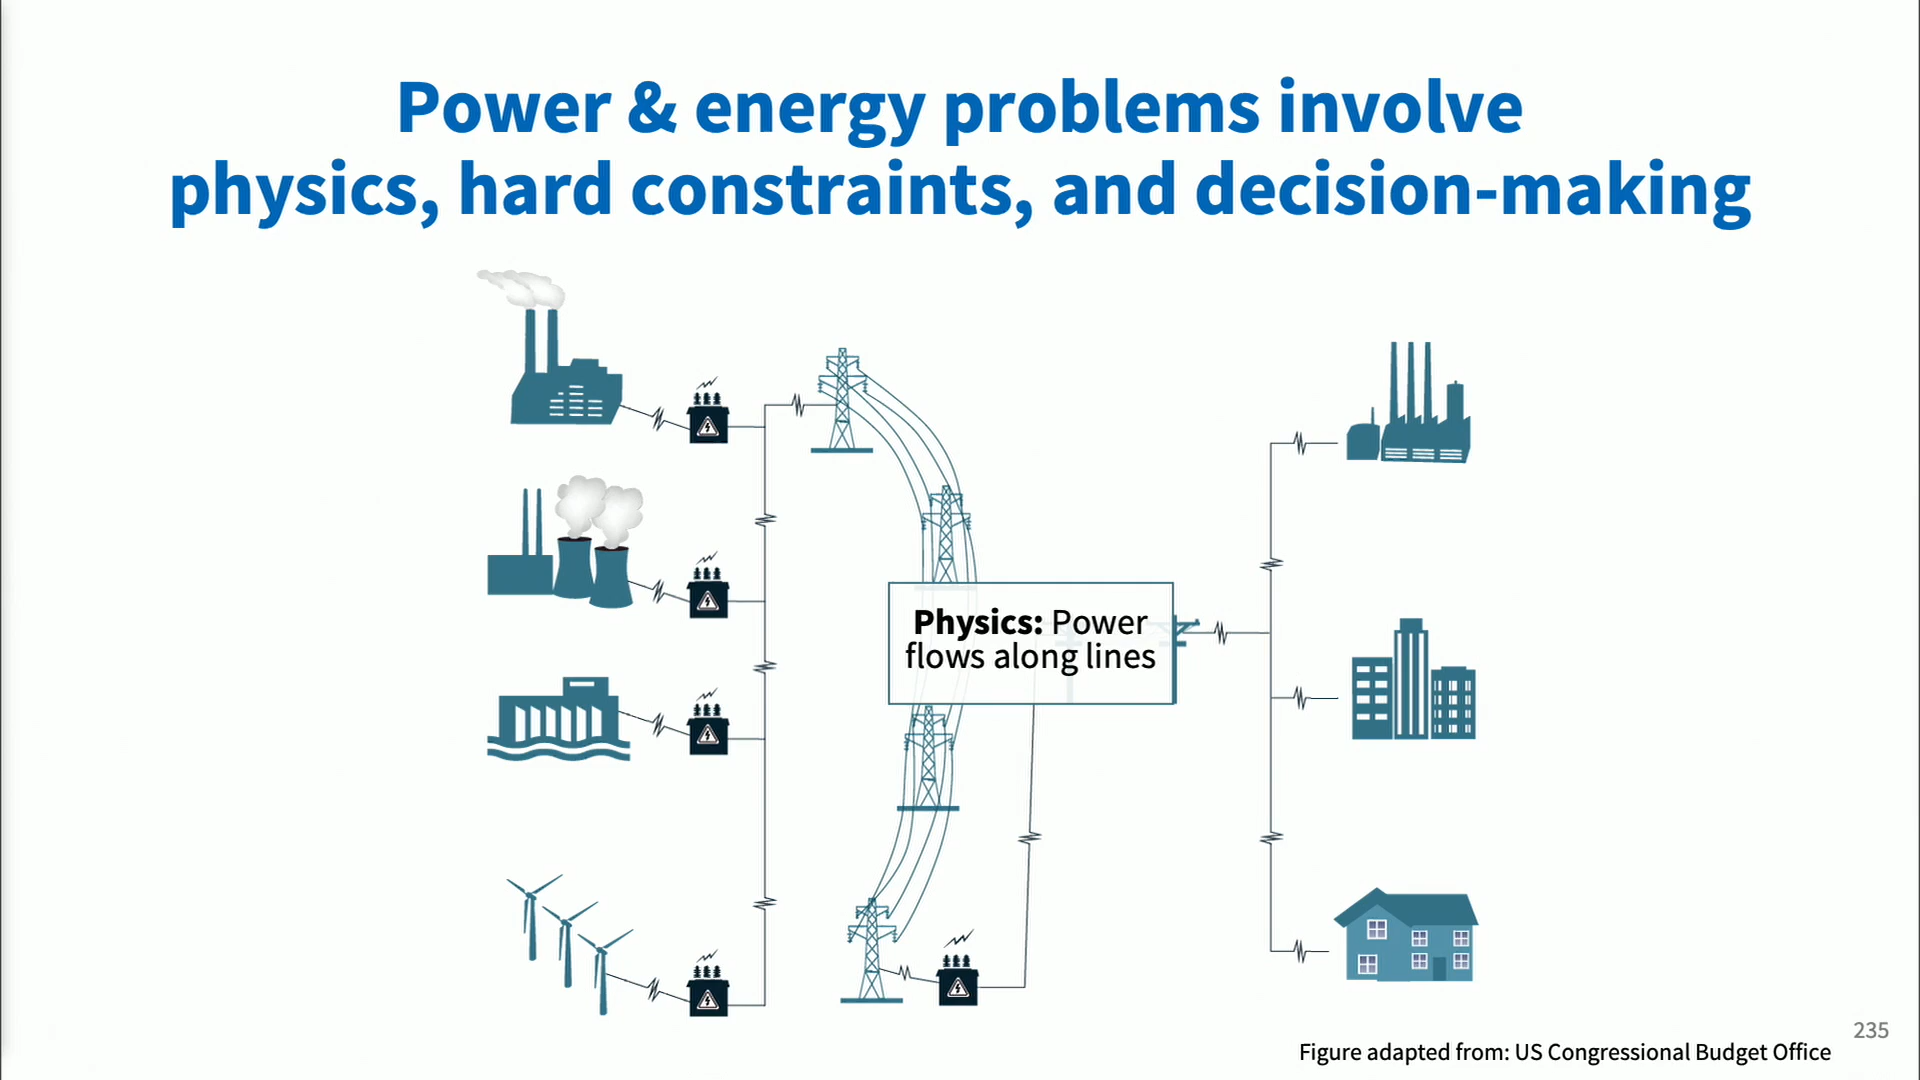 Power & energy problems involve
physics, hard constraints, and decision-making
Physics: Power
flows along lines
235
Figure adapted from: US Congressional Budget Office